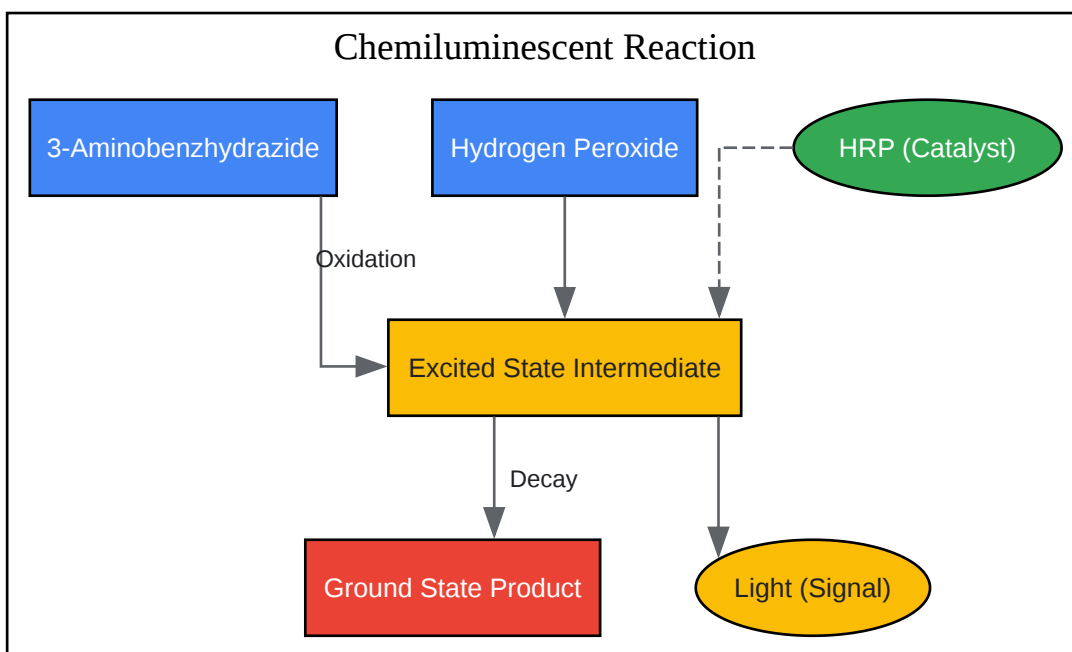 Chemiluminescent Reaction
3-Aminobenzhydrazide
Hydrogen Peroxide
HRP (Catalyst)
Oxidation
Excited State Intermediate
Decay
Ground State Product
Light (Signal)